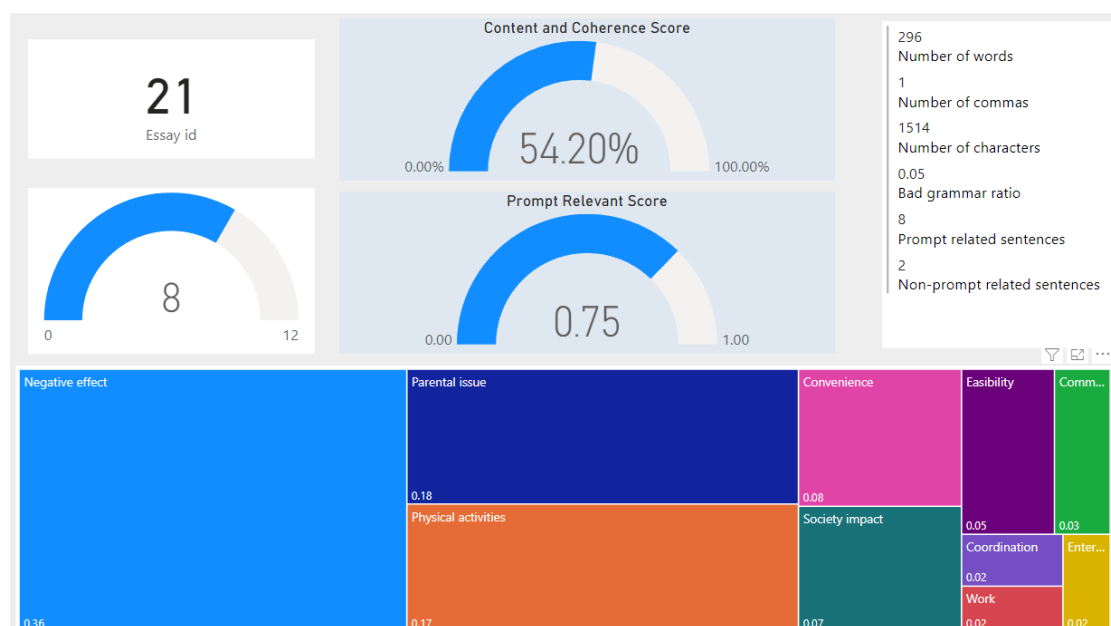 21
Essay id
8
0
12
Content and Coherence Score
54.20%
0.00%
100.00%
Prompt Relevant Score
0.75
0.00
1.00
296
Number of words
1
Number of commas
1514
Number of characters
0.05
Bad grammar ratio
8
Prompt related sentences
2
Non-prompt related sentences
Negative effect
0.36
Parental issue
0.18
Physical activities
0.17
Convenience
0.08
Society impact
0.07
Easibility
0.05
Comm...
0.03
Coordination
0.02
Work
0.02
Enter...
0.02